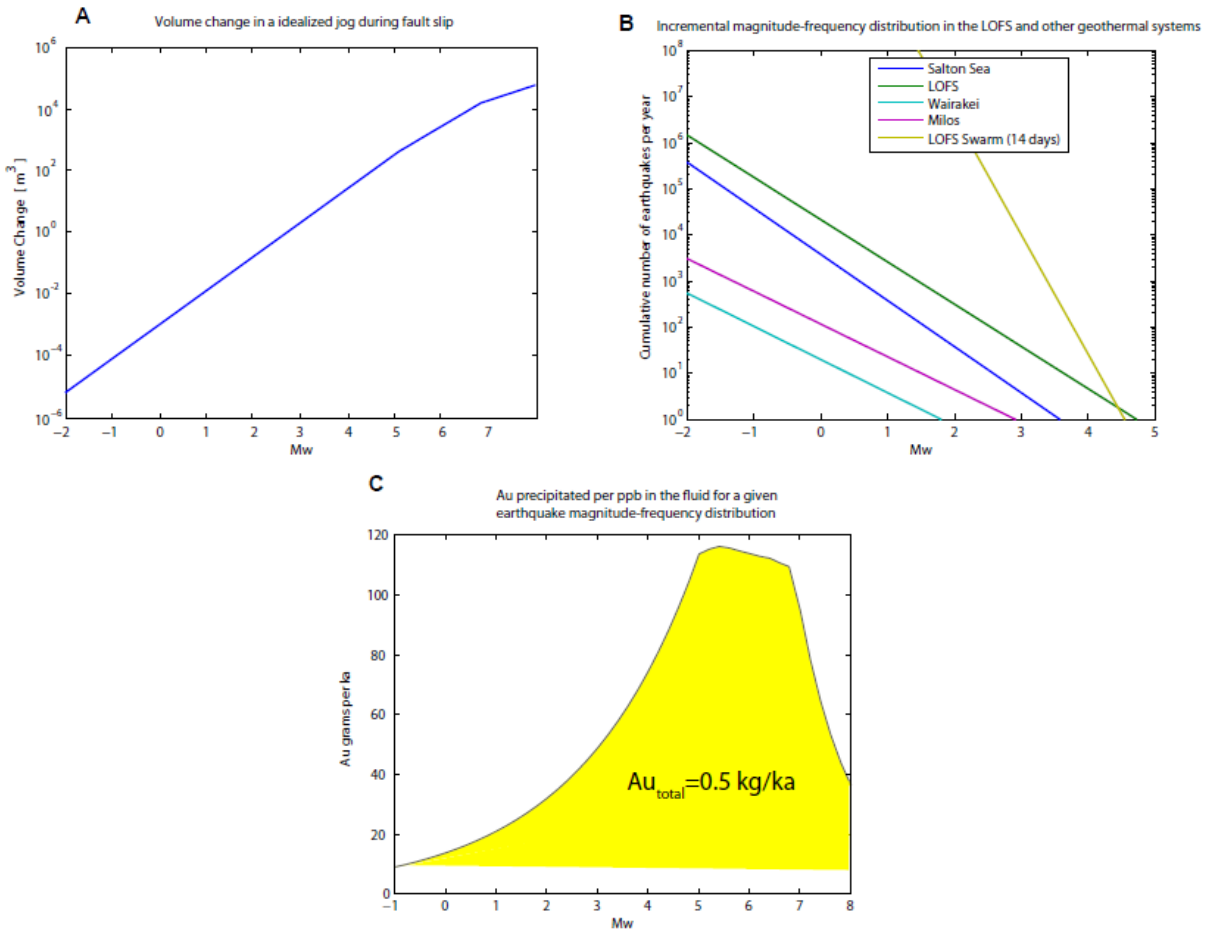 A
Volume change in a idealized jog during fault slip
10^6
10^4
10^2
10^0
10^-2
10^-4
10^-6
Volume Change [ m^3 ]
−2 −1 0 1 2 3 4 5 6 7
Mw
B
Incremental magnitude-frequency distribution in the LOFS and other geothermal systems
10^8
10^7
10^6
10^5
10^4
10^3
10^2
10^1
10^0
Cumulative number of earthquakes per year
Salton Sea
LOFS
Wairakei
Milos
LOFS Swarm (14 days)
−2 −1 0 1 2 3 4 5
Mw
C
Au precipitated per ppb in the fluid for a given
earthquake magnitude-frequency distribution
120
100
80
60
40
20
0
Au grams per ka
Au_total=0.5 kg/ka
−1 0 1 2 3 4 5 6 7 8
Mw